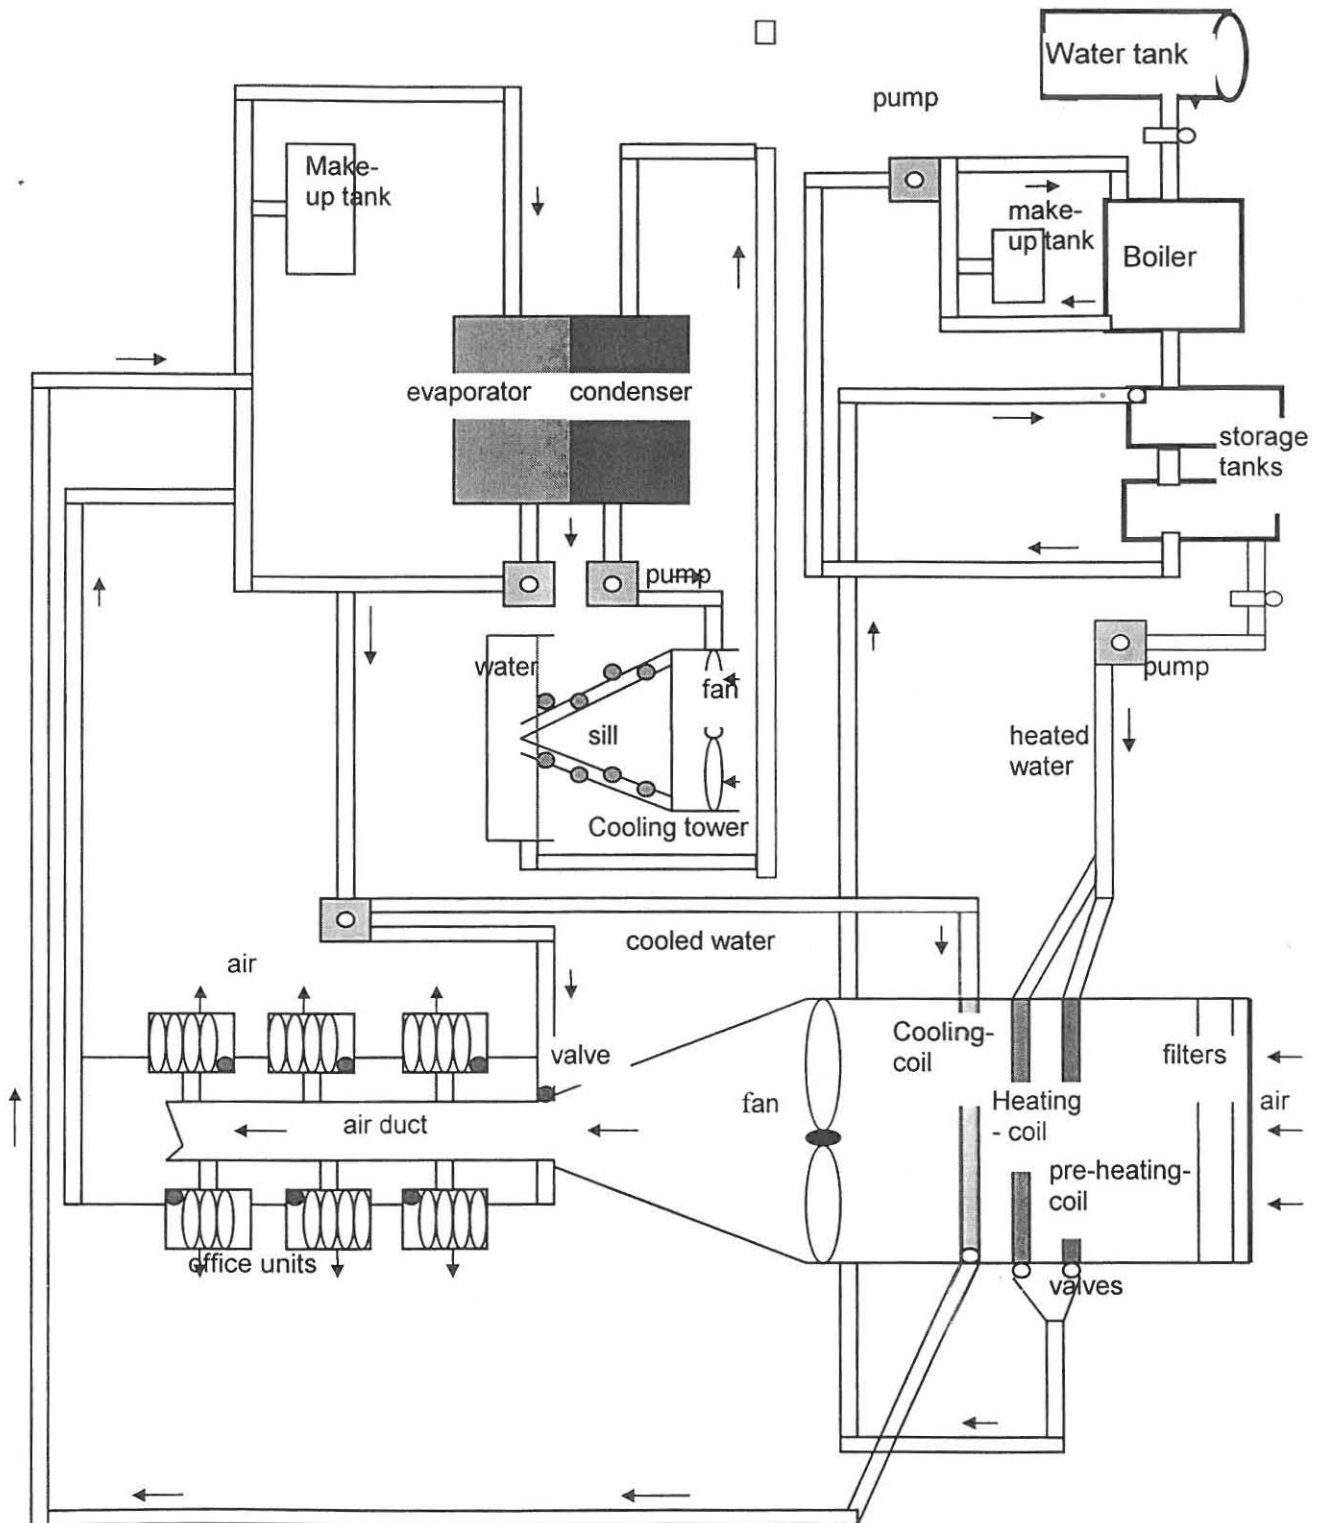 Water tank
pump
Make-
up tank
make-
up tank
Boiler
evaporator
condenser
storage
tanks
pump
water
fan
sill
pump
heated
water
Cooling tower
cooled water
air
Cooling-
coil
valve
filters
fan
Heating
- coil
air
air duct
pre-heating-
coil
office units
valves